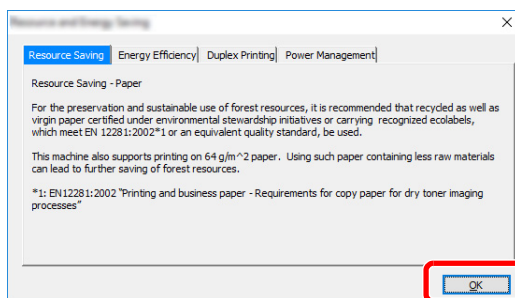 Resource and Energy Saving
Resource Saving Energy Efficiency Duplex Printing Power Management
Resource Saving - Paper
For the preservation and sustainable use of forest resources, it is recommended that recycled as well as
virgin paper certified under environmental stewardship initiatives or carrying recognized ecolabels,
which meet EN 12281:2002*1 or an equivalent quality standard, be used.
This machine also supports printing on 64 g/m^2 paper. Using such paper containing less raw materials
can lead to further saving of forest resources.
*1: EN12281:2002 "Printing and business paper - Requirements for copy paper for dry toner imaging
processes"
OK